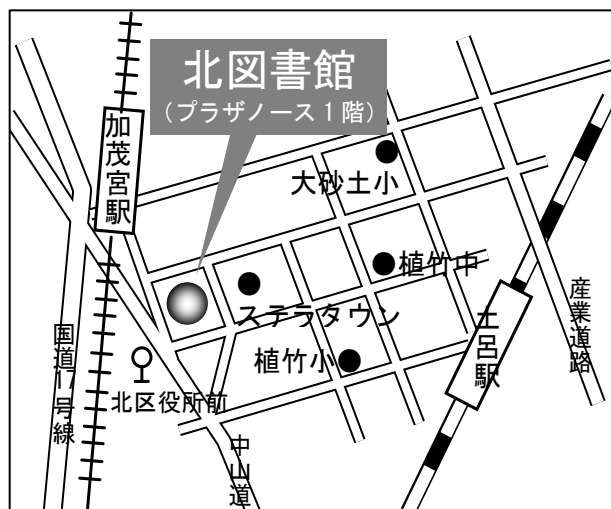 北図書館
（プラザノース１階）
加茂宮駅
大砂土小
植竹中
ステラタウン
植竹小
土呂駅
産業道路
国道17号線
北区役所前
中山道